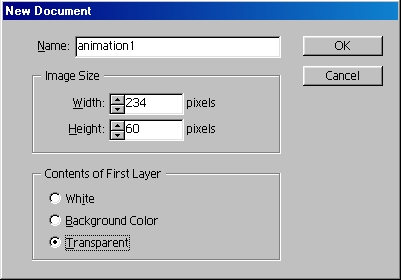 New Document
Name: animation1
OK
Cancel
Image Size
Width: 234 pixels
Height: 60 pixels
Contents of First Layer
White
Background Color
Transparent